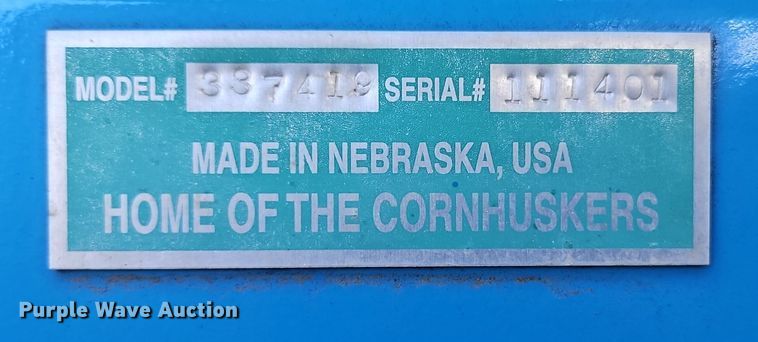 MODEL# 337419 SERIAL# 111401
MADE IN NEBRASKA, USA
HOME OF THE CORNHUSKERS
Purple Wave Auction